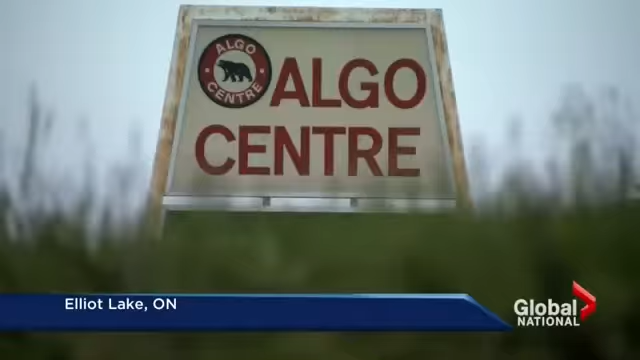 ALGO
CENTRE
ALGO
CENTRE
Elliot Lake, ON
Global
NATIONAL